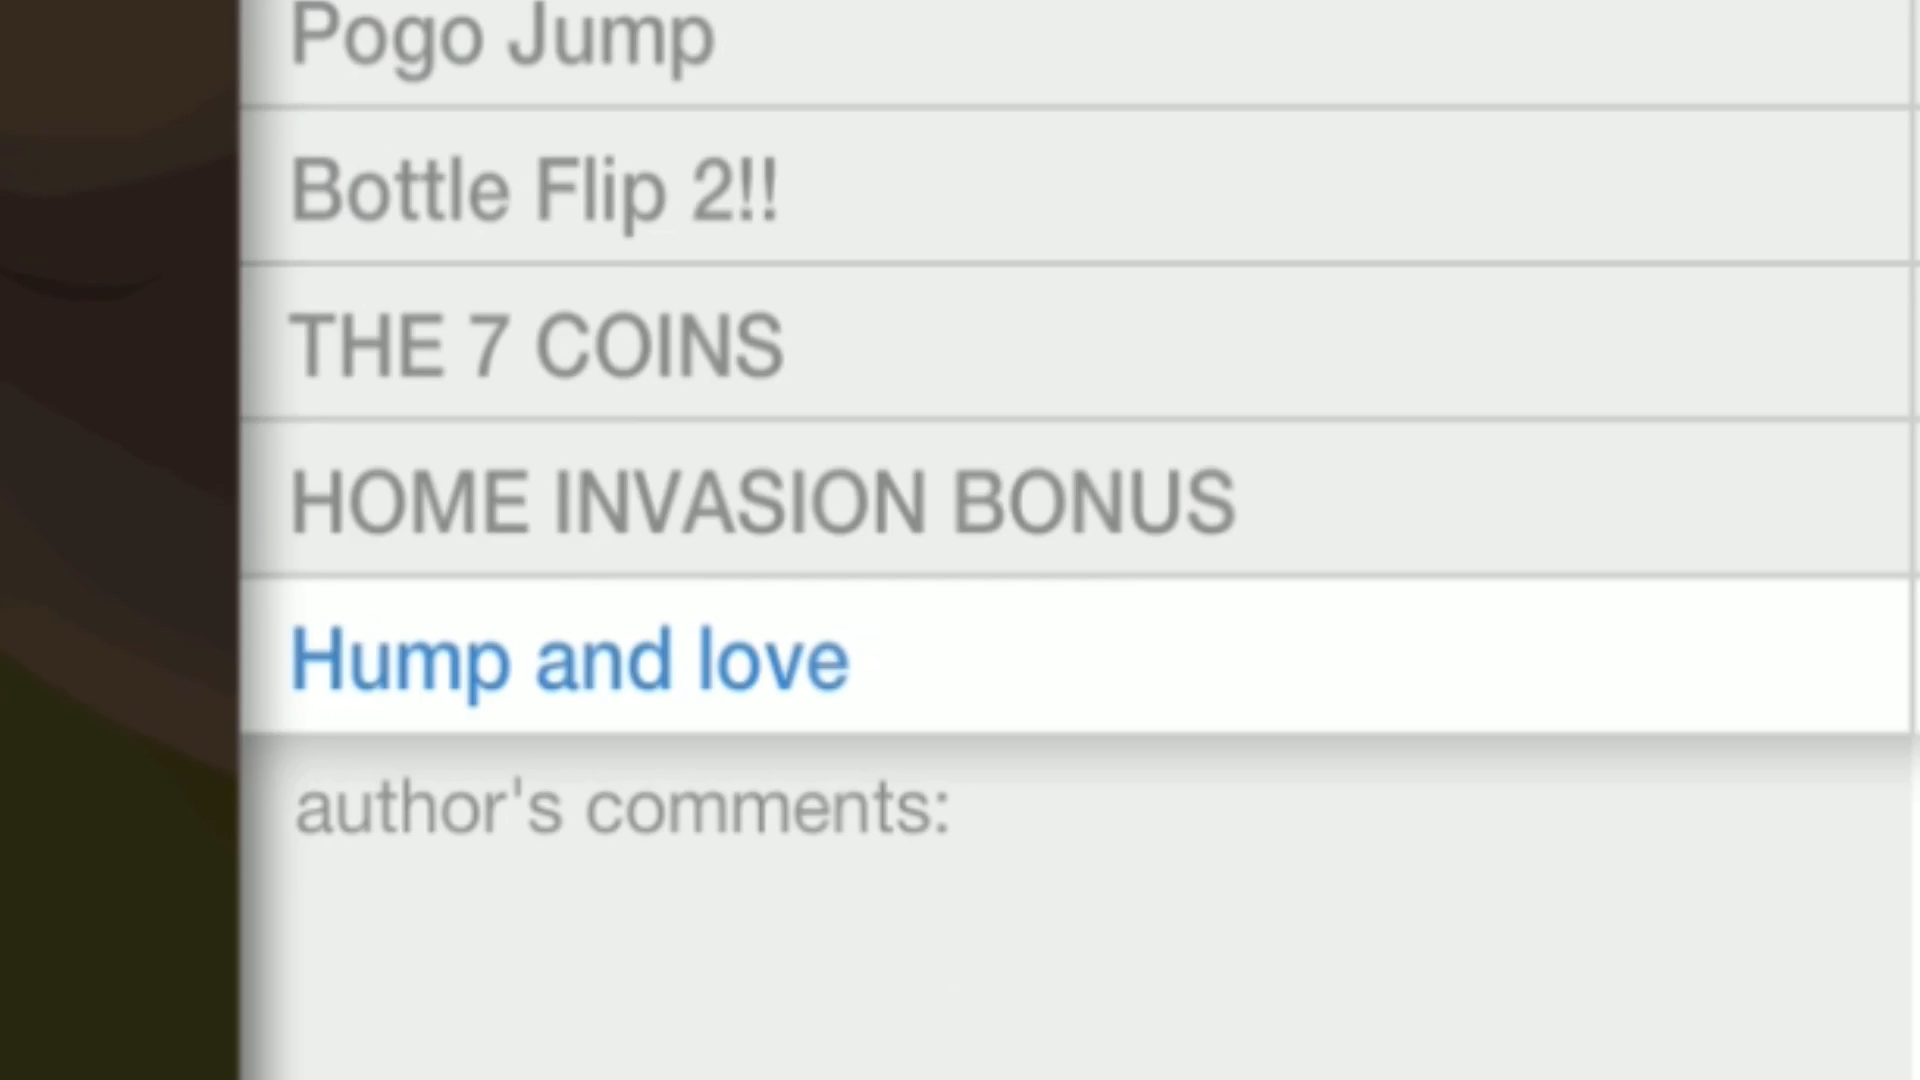 Pogo Jump
Bottle Flip 2!!
THE 7 COINS
HOME INVASION BONUS
Hump and love
author's comments: